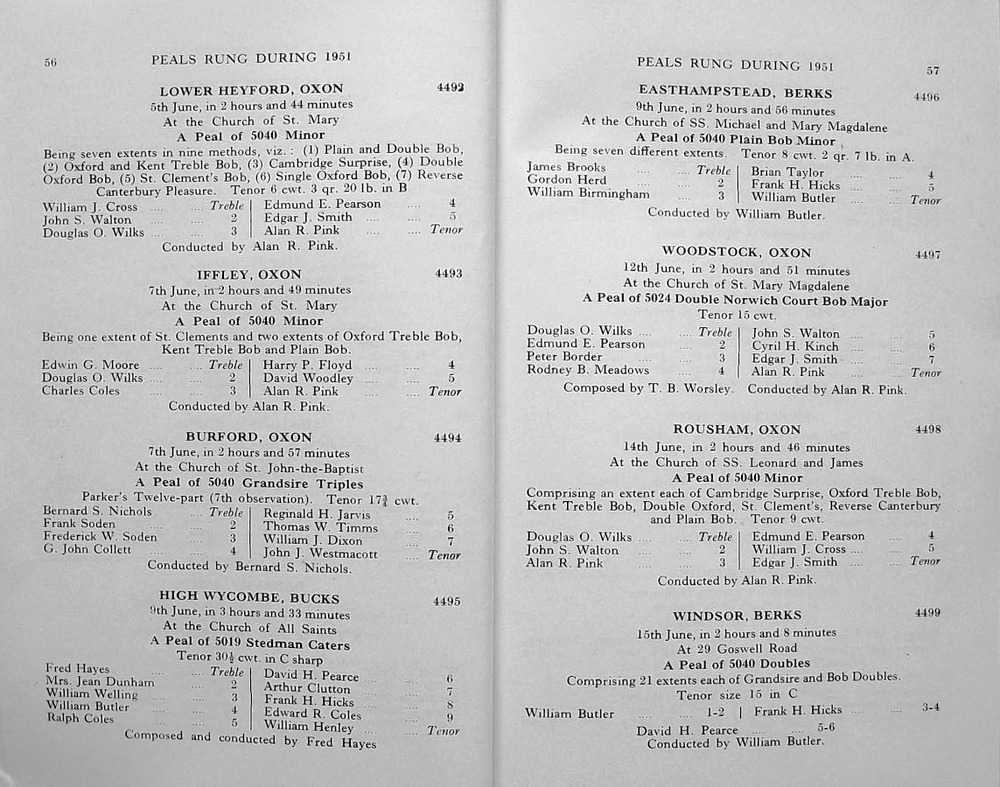 56 PEALS RUNG DURING 1951
LOWER HEYFORD, OXON 4492
5th June, in 2 hours and 44 minutes
At the Church of St. Mary
A Peal of 5040 Minor
Being seven extents in nine methods, viz. : (1) Plain and Double Bob,
(2) Oxford and Kent Treble Bob, (3) Cambridge Surprise, (4) Double
Oxford Bob, (5) St. Clement's Bob, (6) Single Oxford Bob, (7) Reverse
Canterbury Pleasure. Tenor 6 cwt. 3 qr. 20 lb. in B
William J. Cross .... .... Treble | Edmund E. Pearson .... 4
John S. Walton .... .... 2 | Edgar J. Smith .... .... 5
Douglas O. Wilks .... .... 3 | Alan R. Pink .... .... Tenor
Conducted by Alan R. Pink.
IFFLEY, OXON 4493
7th June, in 2 hours and 49 minutes
At the Church of St. Mary
A Peal of 5040 Minor
Being one extent of St. Clements and two extents of Oxford Treble Bob,
Kent Treble Bob and Plain Bob.
Edwin G. Moore .... .... Treble | Harry P. Floyd .... 4
Douglas O. Wilks .... .... 2 | David Woodley .... .... 5
Charles Coles .... .... 3 | Alan R. Pink .... .... Tenor
Conducted by Alan R. Pink.
BURFORD, OXON 4494
7th June, in 2 hours and 57 minutes
At the Church of St. John-the-Baptist
A Peal of 5040 Grandsire Triples
Parker's Twelve-part (7th observation). Tenor 17¾ cwt.
Bernard S. Nichols .... Treble | Reginald H. Jarvis .... 5
Frank Soden .... .... 2 | Thomas W. Timms .... 6
Frederick W. Soden .... 3 | William J. Dixon .... 7
G. John Collett .... .... 4 | John J. Westmacott .... Tenor
Conducted by Bernard S. Nichols.
HIGH WYCOMBE, BUCKS 4495
9th June, in 3 hours and 33 minutes
At the Church of All Saints
A Peal of 5019 Stedman Caters
Tenor 30½ cwt. in C sharp
Fred Hayes .... .... Treble | David H. Pearce .... 6
Mrs. Jean Dunham .... 2 | Arthur Clutton .... 7
William Welling .... 3 | Frank H. Hicks .... 8
William Butler .... 4 | Edward R. Coles .... 9
Ralph Coles .... .... 5 | William Henley .... .... Tenor
Composed and conducted by Fred Hayes
PEALS RUNG DURING 1951 57
EASTHAMPSTEAD, BERKS 4496
9th June, in 2 hours and 56 minutes
At the Church of SS. Michael and Mary Magdalene
A Peal of 5040 Plain Bob Minor
Being seven different extents. Tenor 8 cwt. 2 qr. 7 lb. in A.
James Brooks .... .... Treble | Brian Taylor .... .... 4
Gordon Herd .... .... 2 | Frank H. Hicks .... .... 5
William Birmingham .... 3 | William Butler .... .... Tenor
Conducted by William Butler.
WOODSTOCK, OXON 4497
12th June, in 2 hours and 51 minutes
At the Church of St. Mary Magdalene
A Peal of 5024 Double Norwich Court Bob Major
Tenor 15 cwt.
Douglas O. Wilks .... .... Treble | John S. Walton .... .... 5
Edmund E. Pearson .... 2 | Cyril H. Kinch .... .... 6
Peter Border .... .... 3 | Edgar J. Smith .... .... 7
Rodney B. Meadows .... 4 | Alan R. Pink .... .... Tenor
Composed by T. B. Worsley. Conducted by Alan R. Pink.
ROUSHAM, OXON 4498
14th June, in 2 hours and 46 minutes
At the Church of SS. Leonard and James
A Peal of 5040 Minor
Comprising an extent each of Cambridge Surprise, Oxford Treble Bob,
Kent Treble Bob, Double Oxford, St. Clement's, Reverse Canterbury
and Plain Bob. Tenor 9 cwt.
Douglas O. Wilks .... .... Treble | Edmund E. Pearson .... 4
John S. Walton .... .... 2 | William J. Cross .... .... 5
Alan R. Pink .... .... 3 | Edgar J. Smith .... .... Tenor
Conducted by Alan R. Pink.
WINDSOR, BERKS 4499
15th June, in 2 hours and 8 minutes
At 29 Goswell Road
A Peal of 5040 Doubles
Comprising 21 extents each of Grandsire and Bob Doubles.
Tenor size 15 in C
William Butler .... .... 1-2 | Frank H. Hicks .... .... 3-4
David H. Pearce .... .... 5-6
Conducted by William Butler.